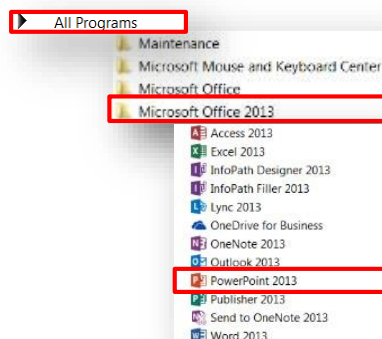 All Programs
Maintenance
Microsoft Mouse and Keyboard Center
Microsoft Office
Microsoft Office 2013
Access 2013
Excel 2013
InfoPath Designer 2013
InfoPath Filler 2013
Lync 2013
OneDrive for Business
OneNote 2013
Outlook 2013
PowerPoint 2013
Publisher 2013
Send to OneNote 2013
Word 2013